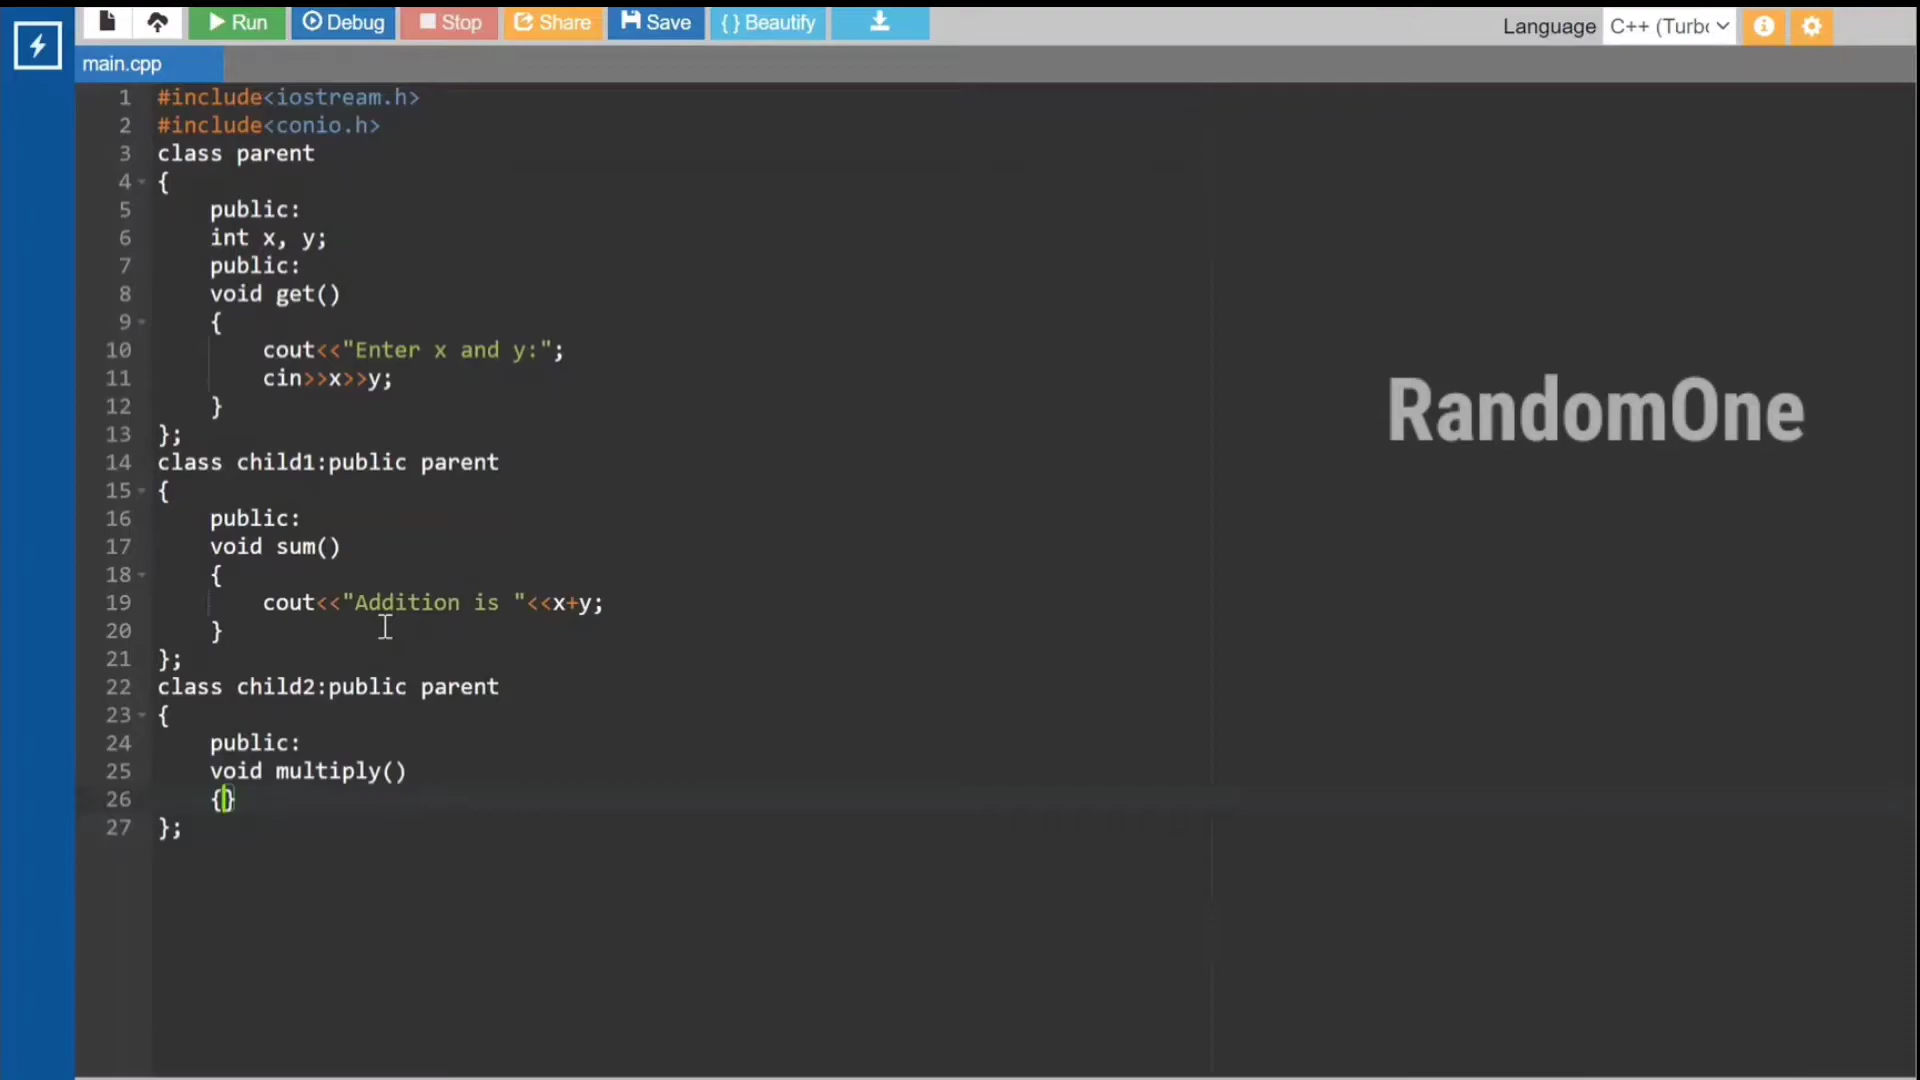 Run Debug Stop Share Save { } Beautify Language C++ (Turbo
main.cpp
1 #include<iostream.h>
2 #include<conio.h>
3 class parent
4 {
5 public:
6 int x, y;
7 public:
8 void get()
9 {
10 cout<<"Enter x and y:";
11 cin>>x>>y;
12 }
13 };
14 class child1:public parent
15 {
16 public:
17 void sum()
18 {
19 cout<<"Addition is "<<x+y;
20 }
21 };
22 class child2:public parent
23 {
24 public:
25 void multiply()
26 {}
27 };
RandomOne